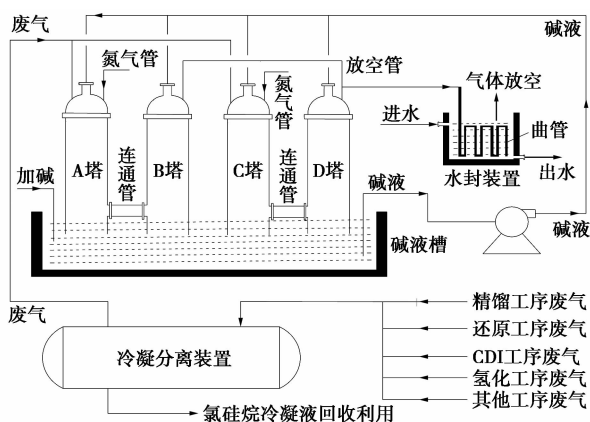 废气
碱液
氮气管
放空管
气体放空
氮气管
进水
曲管
A塔
连通管
B塔
C塔
连通管
D塔
加碱
水封装置
出水
碱液
碱液
碱液槽
废气
精馏工序废气
还原工序废气
CDI工序废气
氢化工序废气
其他工序废气
冷凝分离装置
氯硅烷冷凝液回收利用